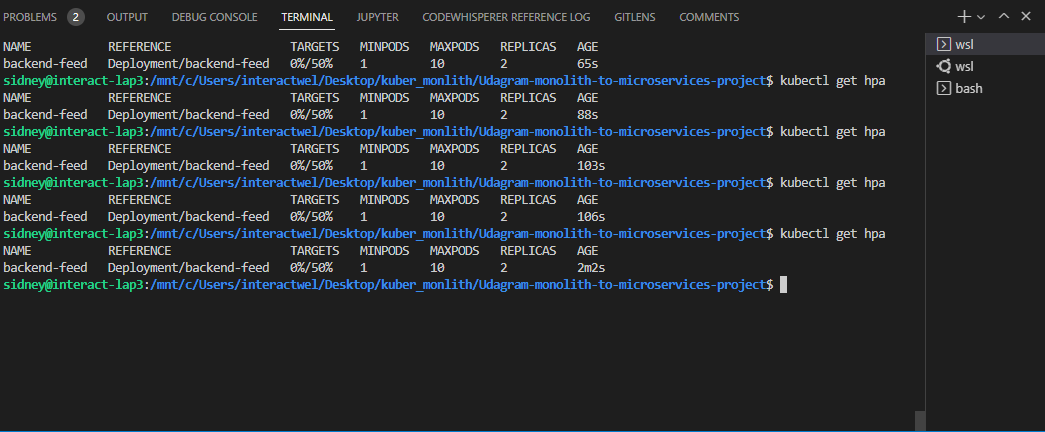 PROBLEMS 2 OUTPUT DEBUG CONSOLE TERMINAL JUPYTER CODEWHISPERER REFERENCE LOG GITLENS COMMENTS
NAME REFERENCE TARGETS MINPODS MAXPODS REPLICAS AGE
backend-feed Deployment/backend-feed 0%/50% 1 10 2 65s
sidney@interact-lap3:/mnt/c/Users/interactwel/Desktop/kuber_monlith/Udagram-monolith-to-microservices-project$ kubectl get hpa
NAME REFERENCE TARGETS MINPODS MAXPODS REPLICAS AGE
backend-feed Deployment/backend-feed 0%/50% 1 10 2 88s
sidney@interact-lap3:/mnt/c/Users/interactwel/Desktop/kuber_monlith/Udagram-monolith-to-microservices-project$ kubectl get hpa
NAME REFERENCE TARGETS MINPODS MAXPODS REPLICAS AGE
backend-feed Deployment/backend-feed 0%/50% 1 10 2 103s
sidney@interact-lap3:/mnt/c/Users/interactwel/Desktop/kuber_monlith/Udagram-monolith-to-microservices-project$ kubectl get hpa
NAME REFERENCE TARGETS MINPODS MAXPODS REPLICAS AGE
backend-feed Deployment/backend-feed 0%/50% 1 10 2 106s
sidney@interact-lap3:/mnt/c/Users/interactwel/Desktop/kuber_monlith/Udagram-monolith-to-microservices-project$ kubectl get hpa
NAME REFERENCE TARGETS MINPODS MAXPODS REPLICAS AGE
backend-feed Deployment/backend-feed 0%/50% 1 10 2 2m2s
sidney@interact-lap3:/mnt/c/Users/interactwel/Desktop/kuber_monlith/Udagram-monolith-to-microservices-project$
wsl
wsl
bash